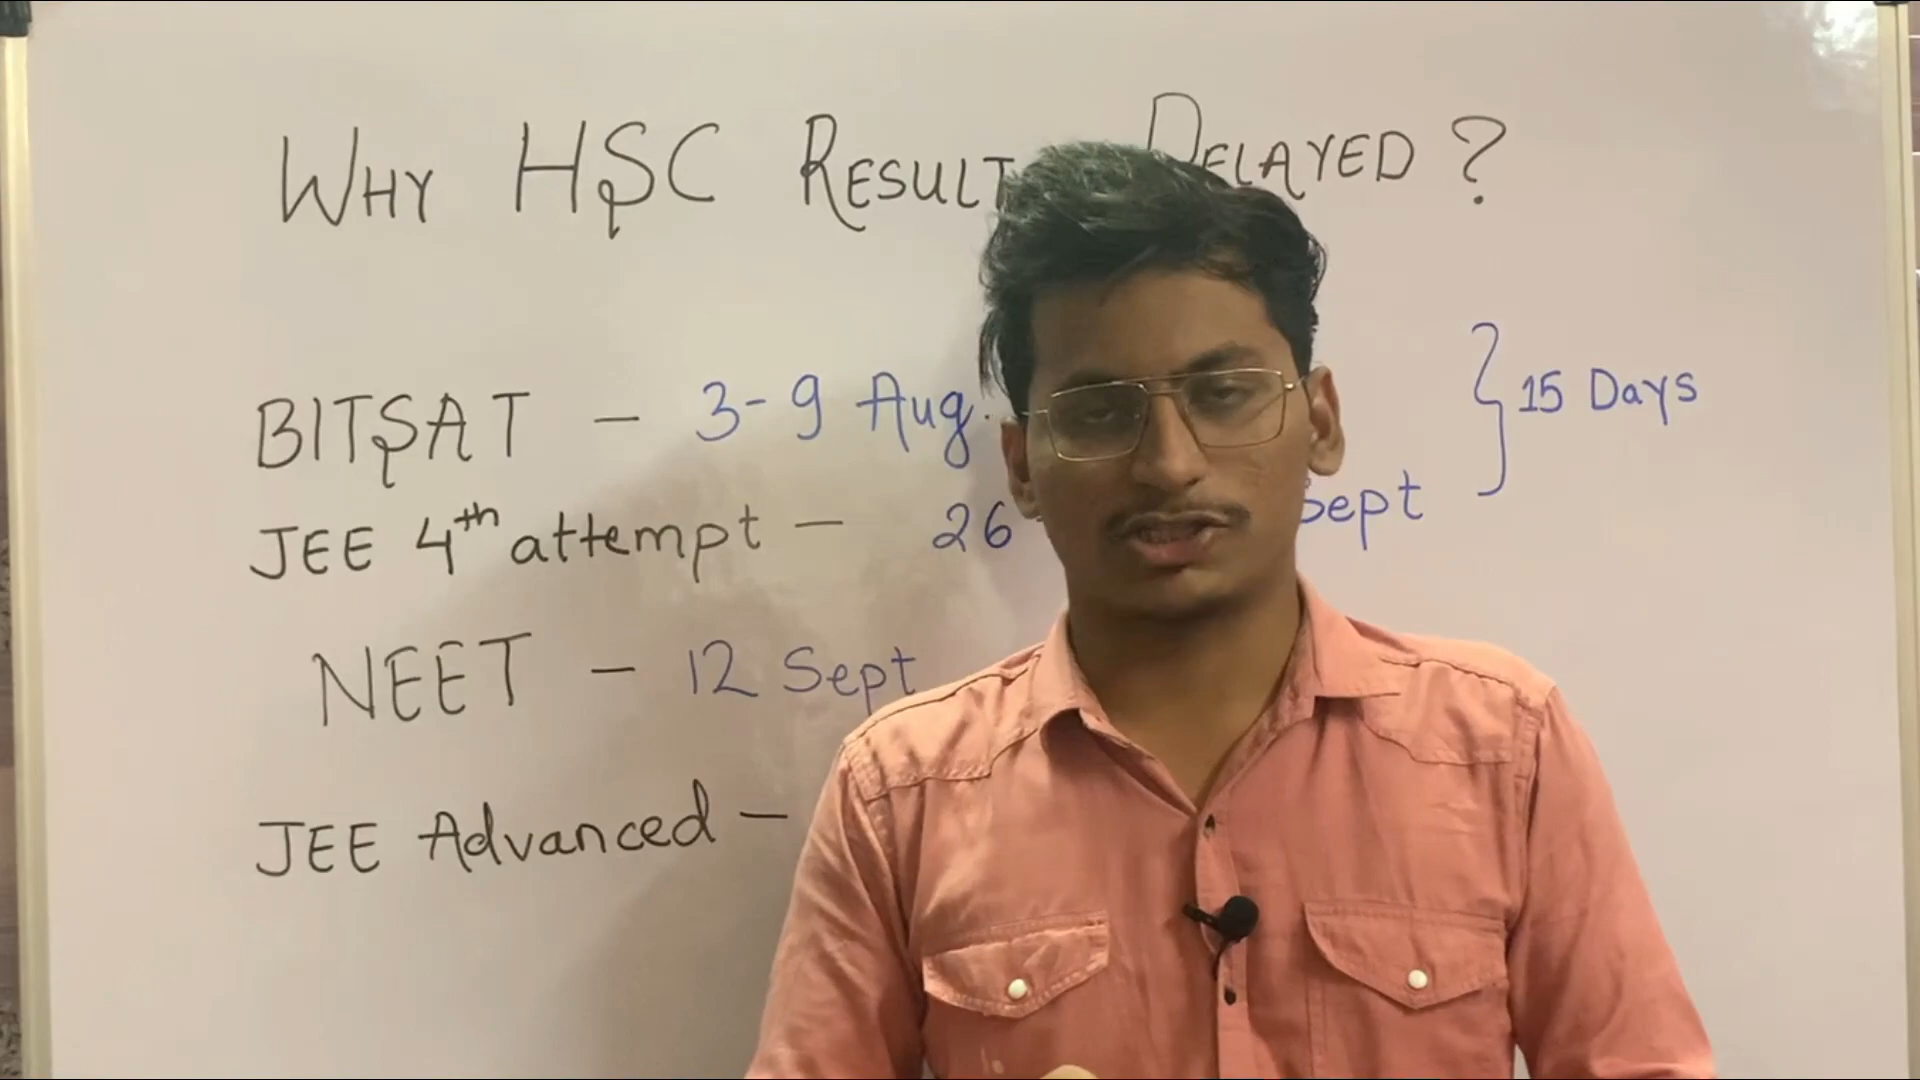 WHY HSC RESULT DELAYED ?
BITSAT - 3-9 Aug.
15 Days
JEE 4th attempt - 26 Sept
NEET - 12 Sept
JEE Advanced -